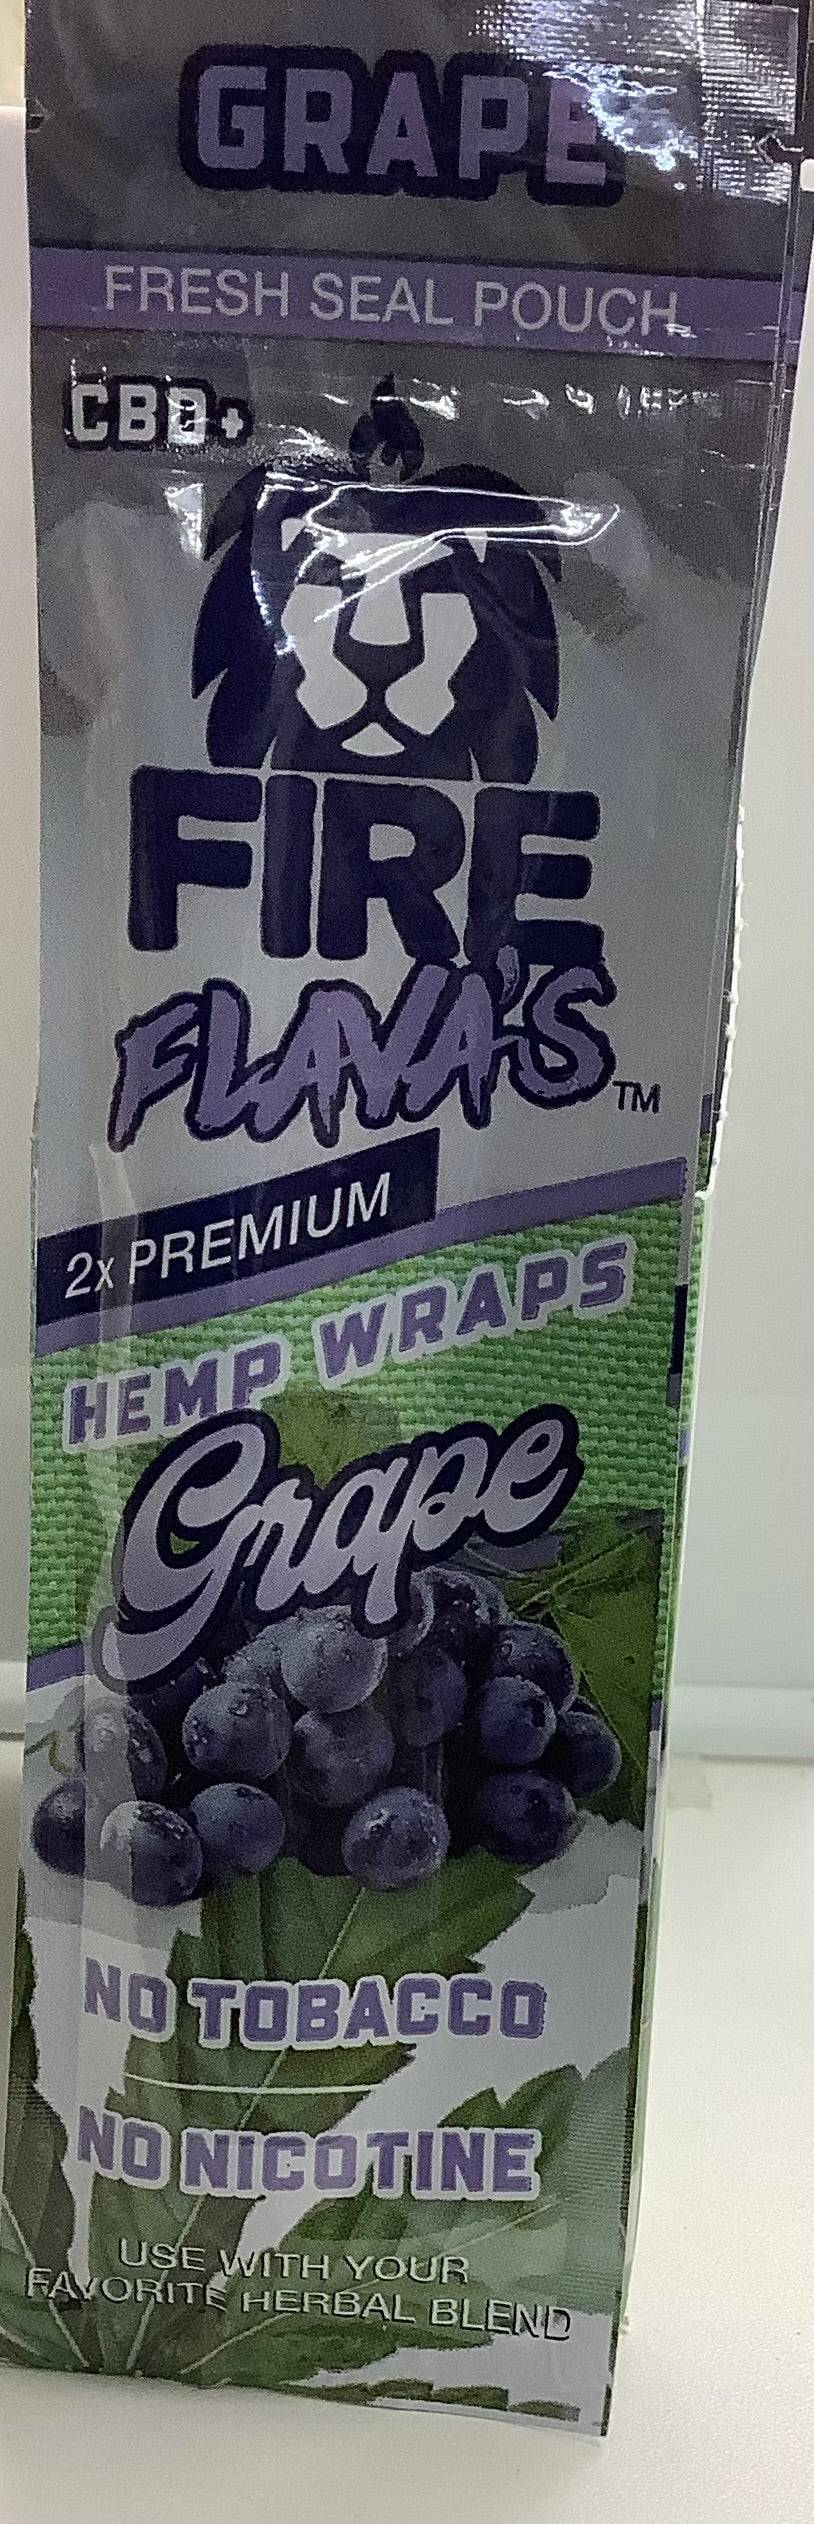 GRAPE
FRESH SEAL POUCH
CBD+
FIRE
FLAVA'S TM
2x PREMIUM
HEMP WRAPS
Grape
NO TOBACCO
NO NICOTINE
USE WITH YOUR
FAVORITE HERBAL BLEND